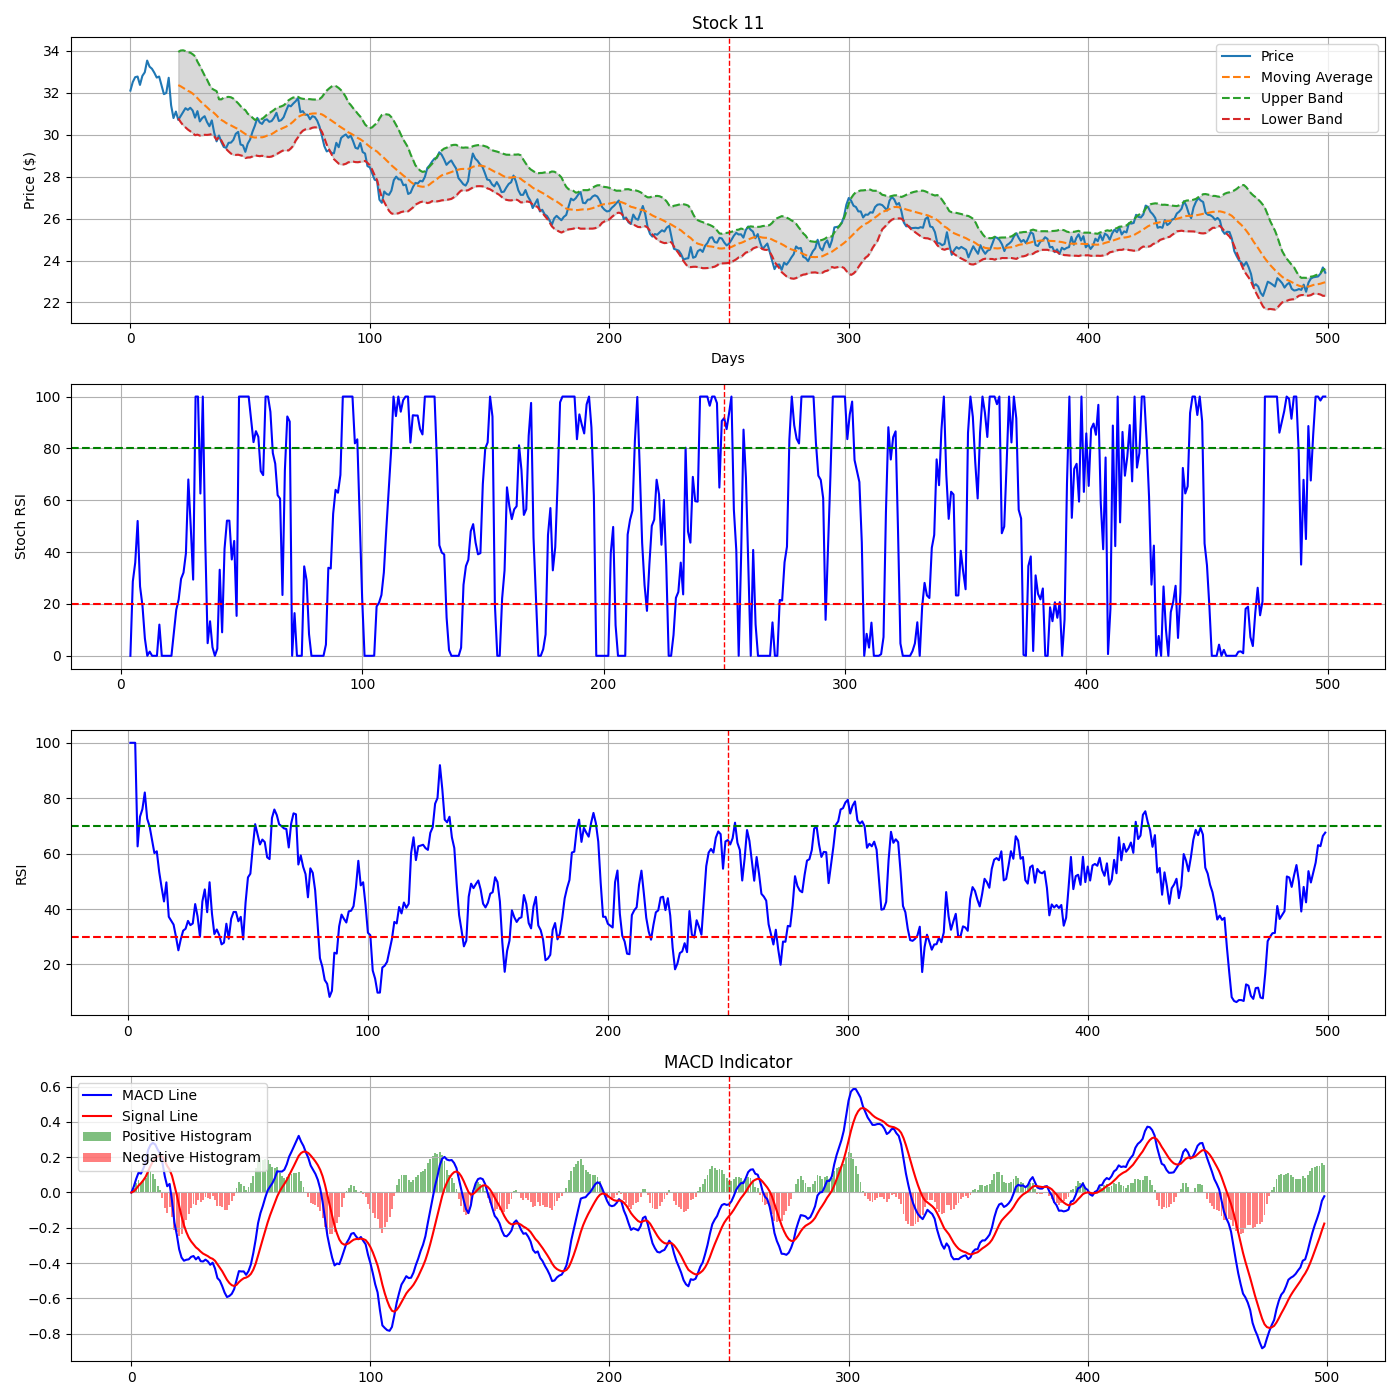 Stock 11
34
32
30
28
26
24
22
Price ($)
Price
Moving Average
Upper Band
Lower Band
0 100 200 300 400 500
Days
100
80
60
40
20
0
Stoch RSI
0 100 200 300 400 500
100
80
60
40
20
RSI
0 100 200 300 400 500
MACD Indicator
0.6
0.4
0.2
0.0
−0.2
−0.4
−0.6
−0.8
MACD Line
Signal Line
Positive Histogram
Negative Histogram
0 100 200 300 400 500